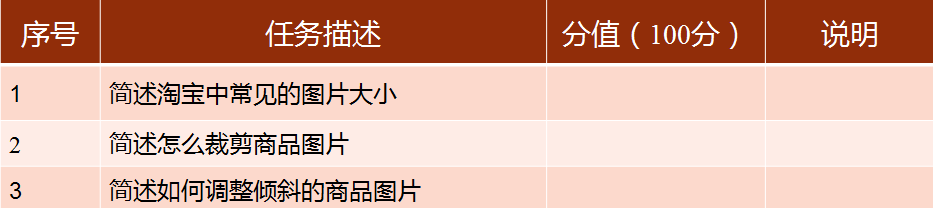 序号 任务描述 分值（100分） 说明
1 简述淘宝中常见的图片大小
2 简述怎么裁剪商品图片
3 简述如何调整倾斜的商品图片